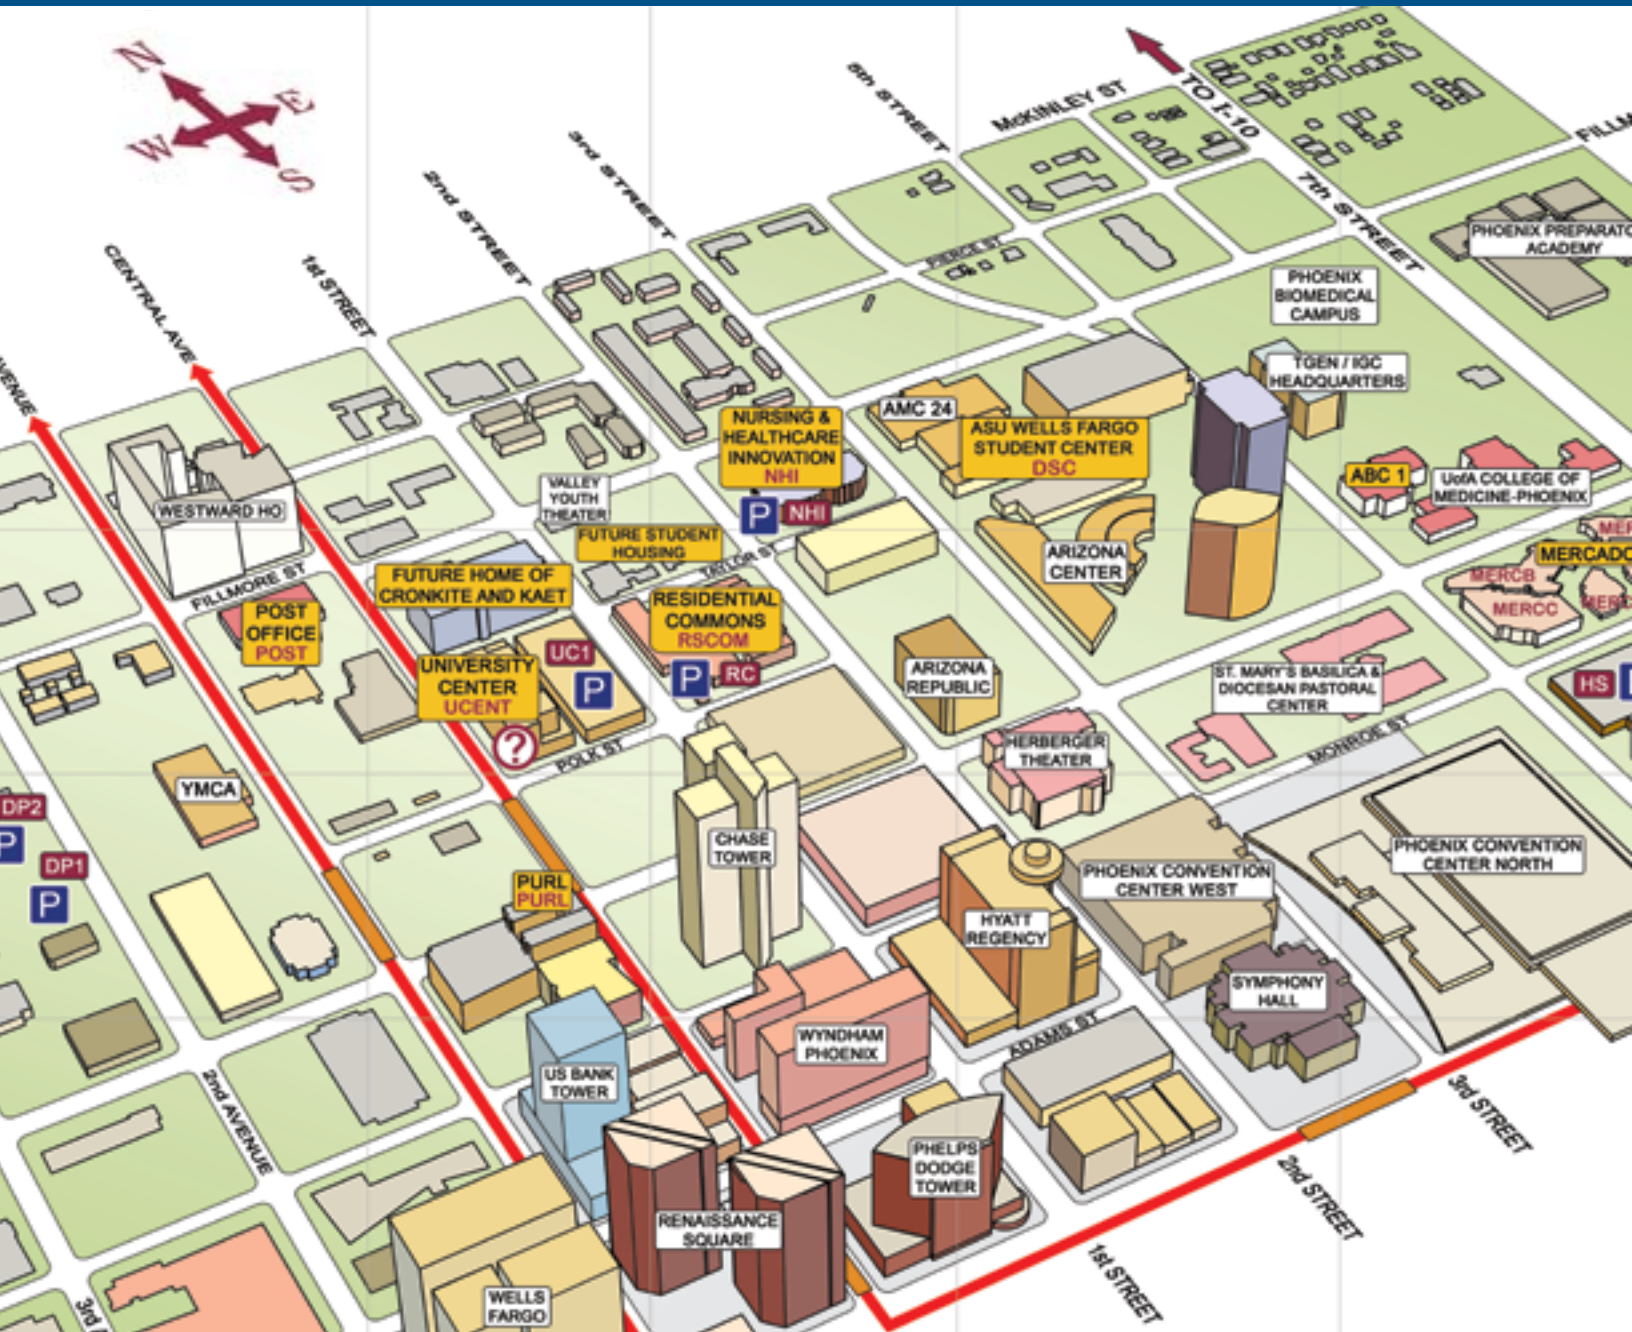 N
E
W
S
5th STREET
McKINLEY ST
TO I-10
3rd STREET
2nd STREET
7th STREET
PIERCE ST
PHOENIX
ACADEMY
CENTRAL AVE
1st STREET
PHOENIX
BIOMEDICAL
CAMPUS
TGEN / IGC
HEADQUARTERS
AMC 24
NURSING &
HEALTHCARE
INNOVATION
NHI
ASU WELLS FARGO
STUDENT CENTER
DSC
ABC 1
UofA COLLEGE OF
MEDICINE-PHOENIX
VALLEY
YOUTH
THEATER
WESTWARD HO
P
NHI
FUTURE STUDENT
HOUSING
TAYLOR ST
ARIZONA
CENTER
MERCB
MERCC
FILLMORE ST
FUTURE HOME OF
CRONKITE AND KAET
POST
OFFICE
POST
RESIDENTIAL
COMMONS
RSCOM
UC1
P
P
RC
UNIVERSITY
CENTER
UCENT
?
POLK ST
ARIZONA
REPUBLIC
ST. MARY'S BASILICA &
DIOCESAN PASTORAL
CENTER
HS
MONROE ST
HERBERGER
THEATER
YMCA
DP2
P
DP1
P
CHASE
TOWER
PHOENIX CONVENTION
CENTER NORTH
PHOENIX CONVENTION
CENTER WEST
PURL
PURL
HYATT
REGENCY
SYMPHONY
HALL
ADAMS ST
WYNDHAM
PHOENIX
US BANK
TOWER
2nd AVENUE
3rd STREET
PHELPS
DODGE
TOWER
2nd STREET
RENAISSANCE
SQUARE
1st STREET
WELLS
FARGO
3rd